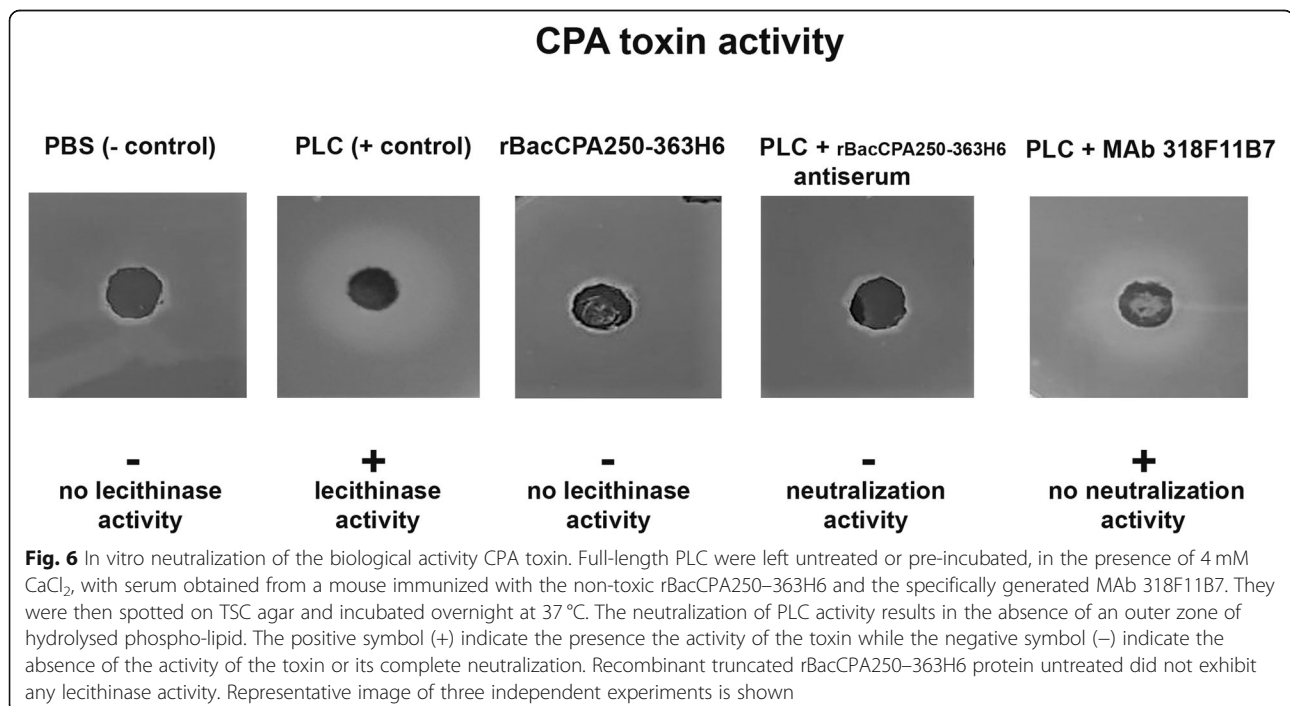 CPA toxin activity
PBS (- control) PLC (+ control) rBacCPA250-363H6 PLC + rBacCPA250-363H6 antiserum PLC + MAb 318F11B7
- + - - +
no lecithinase activity lecithinase activity no lecithinase activity neutralization activity no neutralization activity
Fig. 6 In vitro neutralization of the biological activity CPA toxin. Full-length PLC were left untreated or pre-incubated, in the presence of 4 mM
CaCl₂, with serum obtained from a mouse immunized with the non-toxic rBacCPA250–363H6 and the specifically generated MAb 318F11B7. They
were then spotted on TSC agar and incubated overnight at 37 °C. The neutralization of PLC activity results in the absence of an outer zone of
hydrolysed phospho-lipid. The positive symbol (+) indicate the presence the activity of the toxin while the negative symbol (−) indicate the
absence of the activity of the toxin or its complete neutralization. Recombinant truncated rBacCPA250–363H6 protein untreated did not exhibit
any lecithinase activity. Representative image of three independent experiments is shown